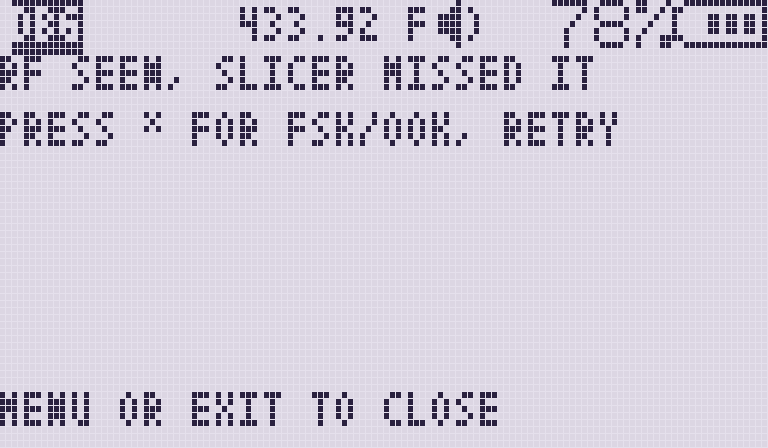 433.92 F 78%
RF SEEN, SLICER MISSED IT
PRESS * FOR FSK/OOK, RETRY
MENU OR EXIT TO CLOSE